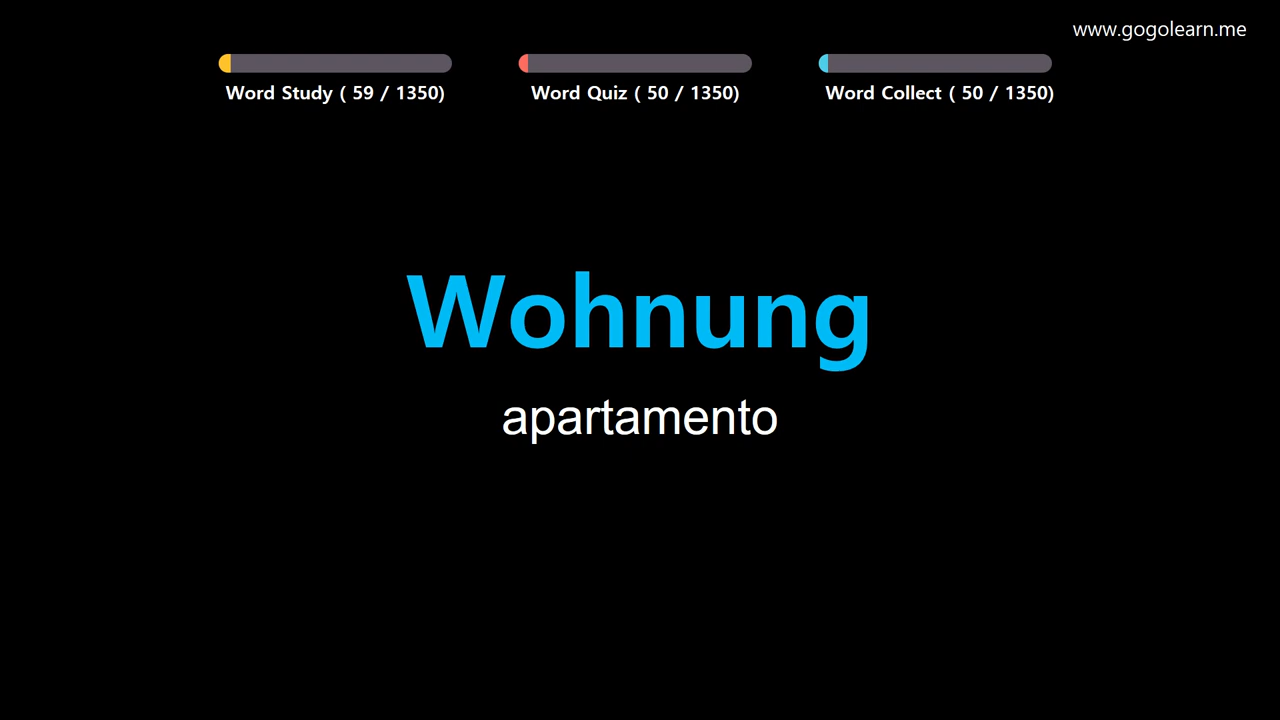 www.gogolearn.me
Word Study ( 59 / 1350)
Word Quiz ( 50 / 1350)
Word Collect ( 50 / 1350)
Wohnung
apartamento